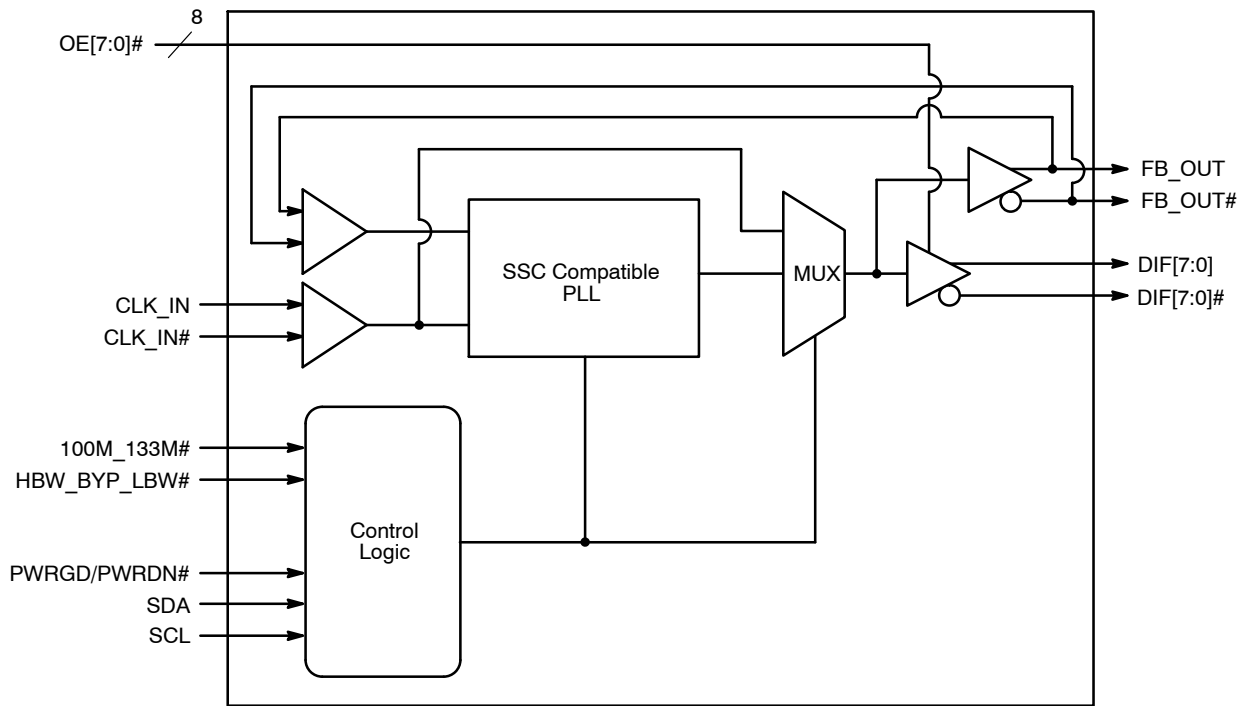 8
OE[7:0]#
FB_OUT
FB_OUT#
SSC Compatible
PLL
MUX
DIF[7:0]
DIF[7:0]#
CLK_IN
CLK_IN#
100M_133M#
HBW_BYP_LBW#
Control
Logic
PWRGD/PWRDN#
SDA
SCL